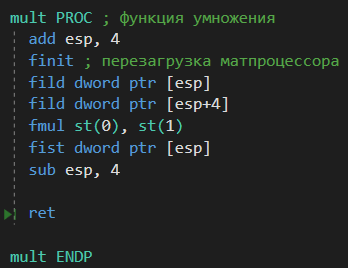 mult PROC ; функция умножения
add esp, 4
finit ; перезагрузка матпроцессора
fild dword ptr [esp]
fild dword ptr [esp+4]
fmul st(0), st(1)
fist dword ptr [esp]
sub esp, 4
ret
mult ENDP